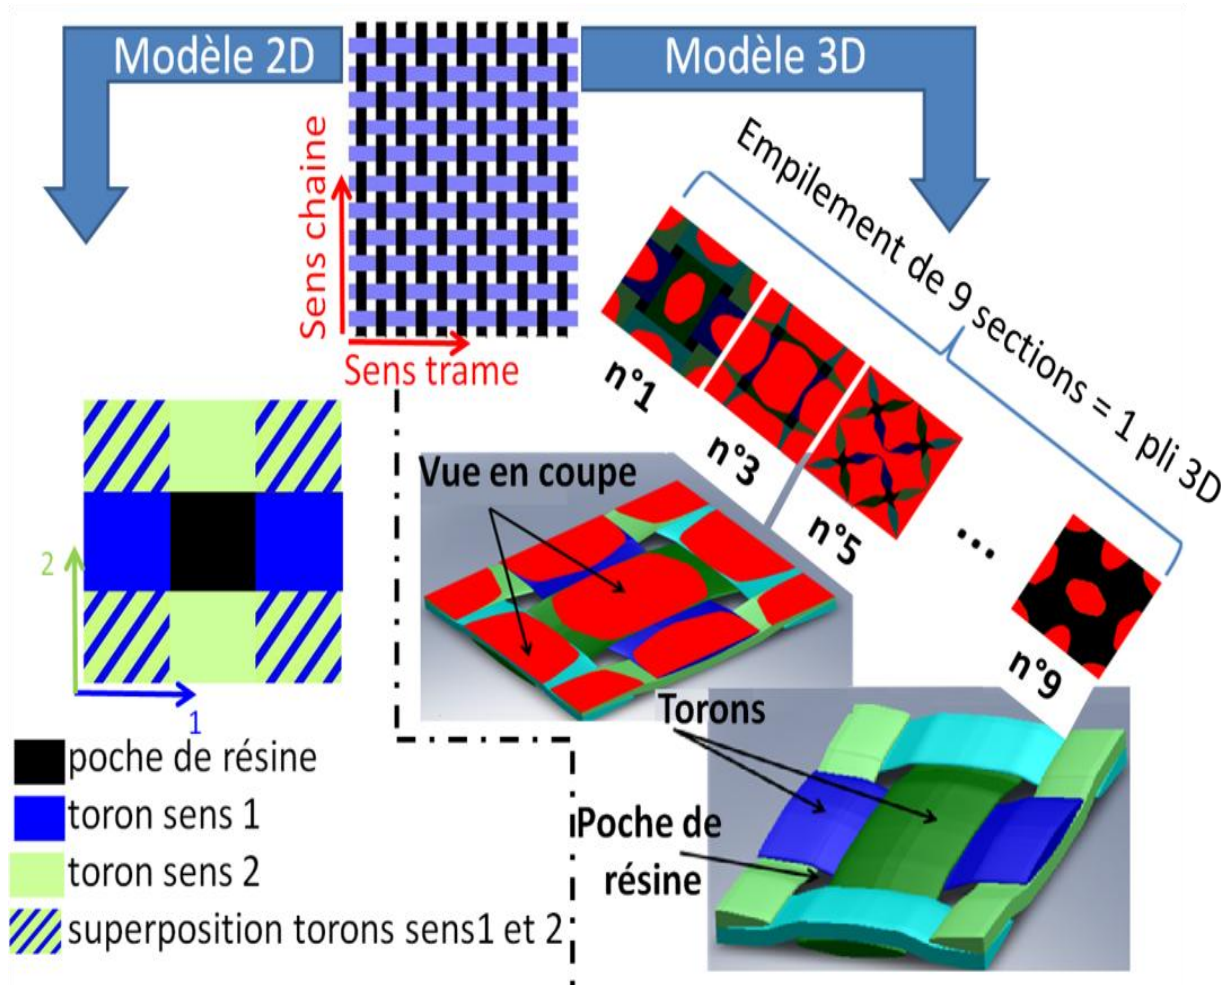 Modèle 2D
Modèle 3D
Sens chaine
Sens trame
Empilement de 9 sections = 1 pli 3D
n°1
n°3
n°5
...
n°9
Vue en coupe
2
1
poche de résine
toron sens 1
toron sens 2
superposition torons sens1 et 2
Torons
Poche de
résine